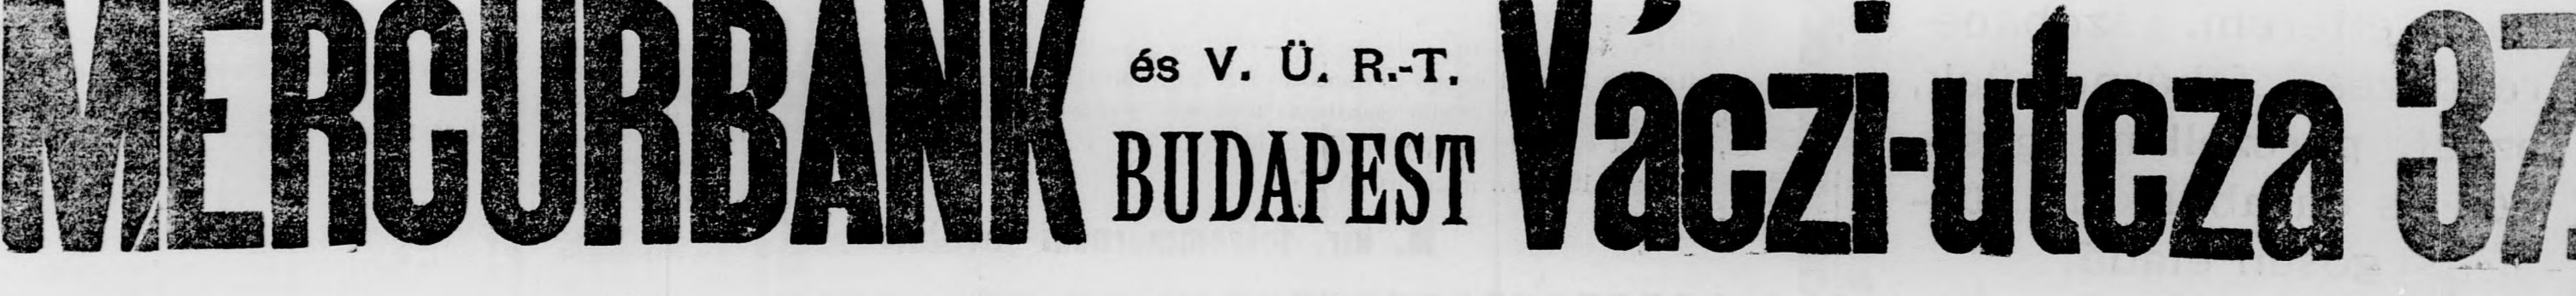 MERCURBANK
és V. Ü. R.-T.
BUDAPEST
Váczi-utcza 37.